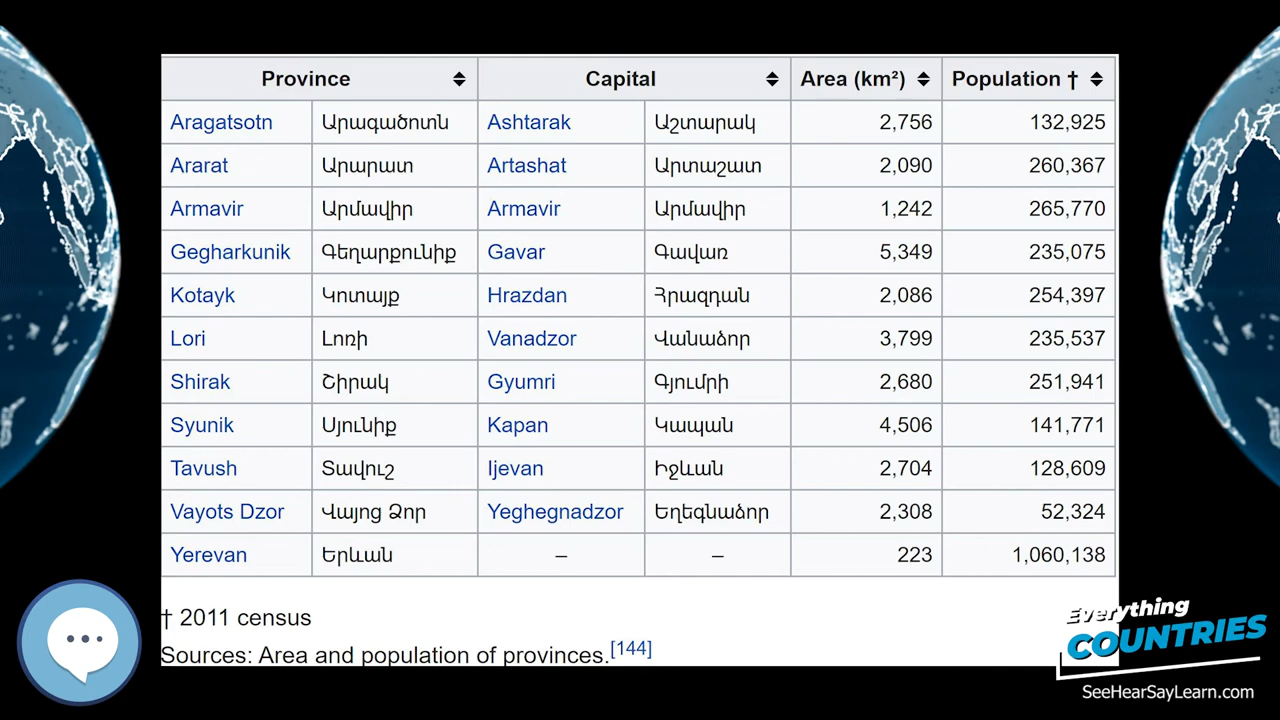 Province Capital Area (km²) Population †
Aragatsotn Արագածոտն Ashtarak Աշտարակ 2,756 132,925
Ararat Արարատ Artashat Արտաշատ 2,090 260,367
Armavir Արմավիր Armavir Արմավիր 1,242 265,770
Gegharkunik Գեղարքունիք Gavar Գավառ 5,349 235,075
Kotayk Կոտայք Hrazdan Հրազդան 2,086 254,397
Lori Լոռի Vanadzor Վանաձոր 3,799 235,537
Shirak Շիրակ Gyumri Գյումրի 2,680 251,941
Syunik Սյունիք Kapan Կապան 4,506 141,771
Tavush Տավուշ Ijevan Իջևան 2,704 128,609
Vayots Dzor Վայոց Ձոր Yeghegnadzor Եղեգնաձոր 2,308 52,324
Yerevan Երևան – – 223 1,060,138
† 2011 census
Sources: Area and population of provinces.[144]
Everything
COUNTRIES
SeeHearSayLearn.com